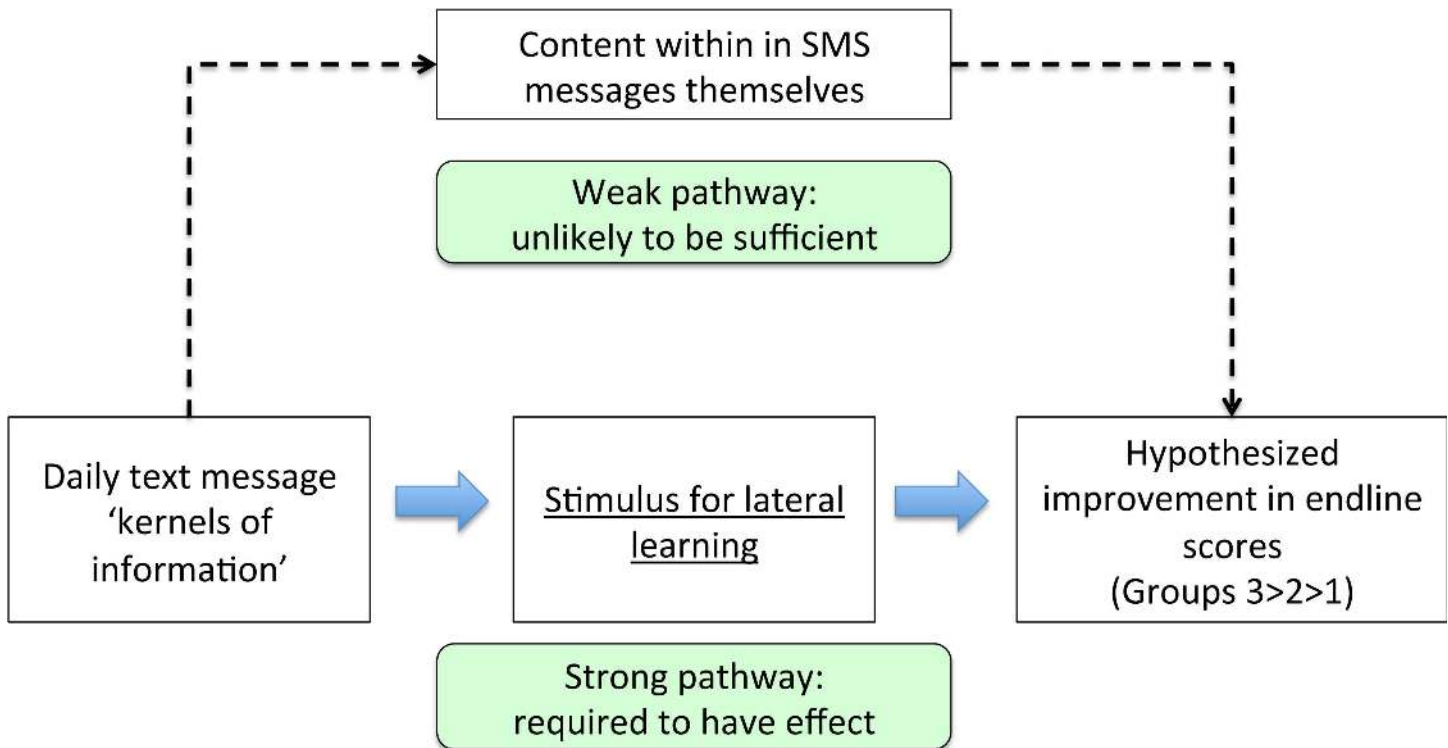 Content within in SMS
messages themselves
Weak pathway:
unlikely to be sufficient
Daily text message
‘kernels of
information’
Stimulus for lateral
learning
Hypothesized
improvement in endline
scores
(Groups 3>2>1)
Strong pathway:
required to have effect